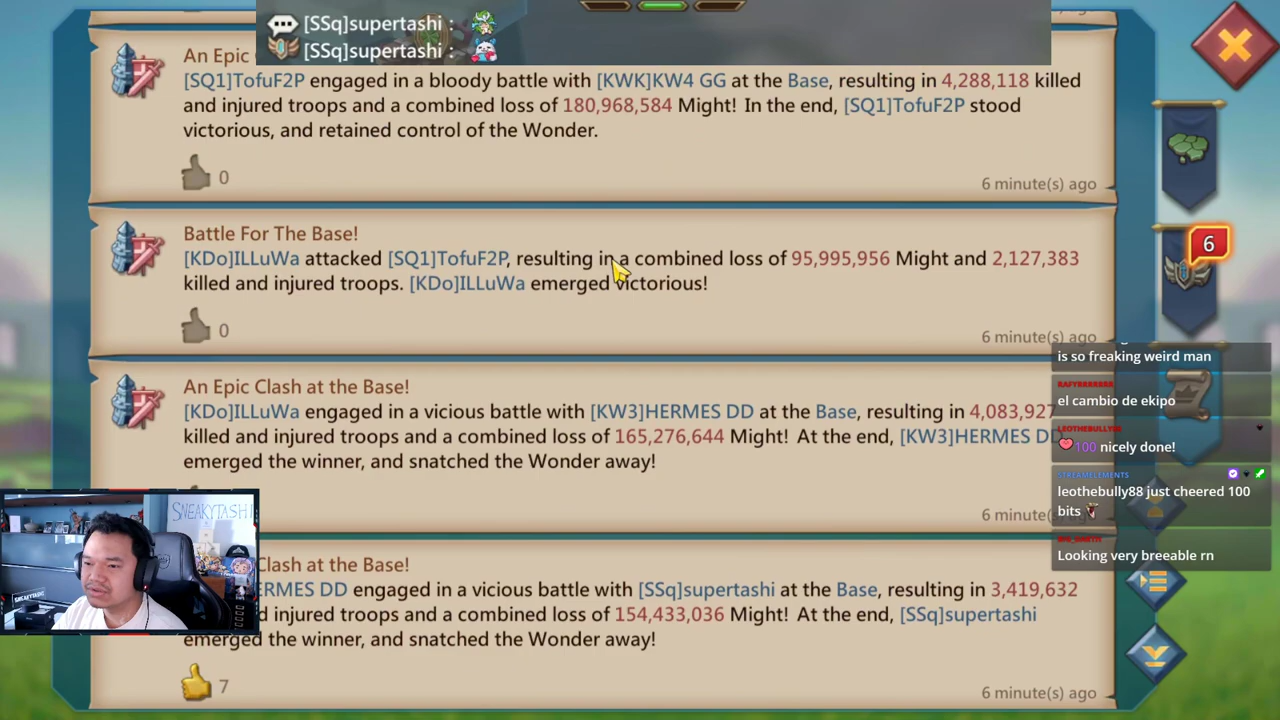 [SSq]supertashi :
[SSq]supertashi :
An Epic
[SQ1]TofuF2P engaged in a bloody battle with [KWK]KW4 GG at the Base, resulting in 4,288,118 killed
and injured troops and a combined loss of 180,968,584 Might! In the end, [SQ1]TofuF2P stood
victorious, and retained control of the Wonder.
0
6 minute(s) ago
Battle For The Base!
[KDo]ILLuWa attacked [SQ1]TofuF2P, resulting in a combined loss of 95,995,956 Might and 2,127,383
killed and injured troops. [KDo]ILLuWa emerged victorious!
0
6 minute(s) ago
6
An Epic Clash at the Base!
[KDo]ILLuWa engaged in a vicious battle with [KW3]HERMES DD at the Base, resulting in 4,083,927
killed and injured troops and a combined loss of 165,276,644 Might! At the end, [KW3]HERMES DD
emerged the winner, and snatched the Wonder away!
6 minute(s) ago
Clash at the Base!
ERMES DD engaged in a vicious battle with [SSq]supertashi at the Base, resulting in 3,419,632
d injured troops and a combined loss of 154,433,036 Might! At the end, [SSq]supertashi
emerged the winner, and snatched the Wonder away!
7
6 minute(s) ago
is so freaking weird man
el cambio de ekipo
LEOTHEBULLY88
100 nicely done!
STREAMELEMENTS
leothebully88 just cheered 100
bits
Looking very breeable rn
SNEAKYTASHI